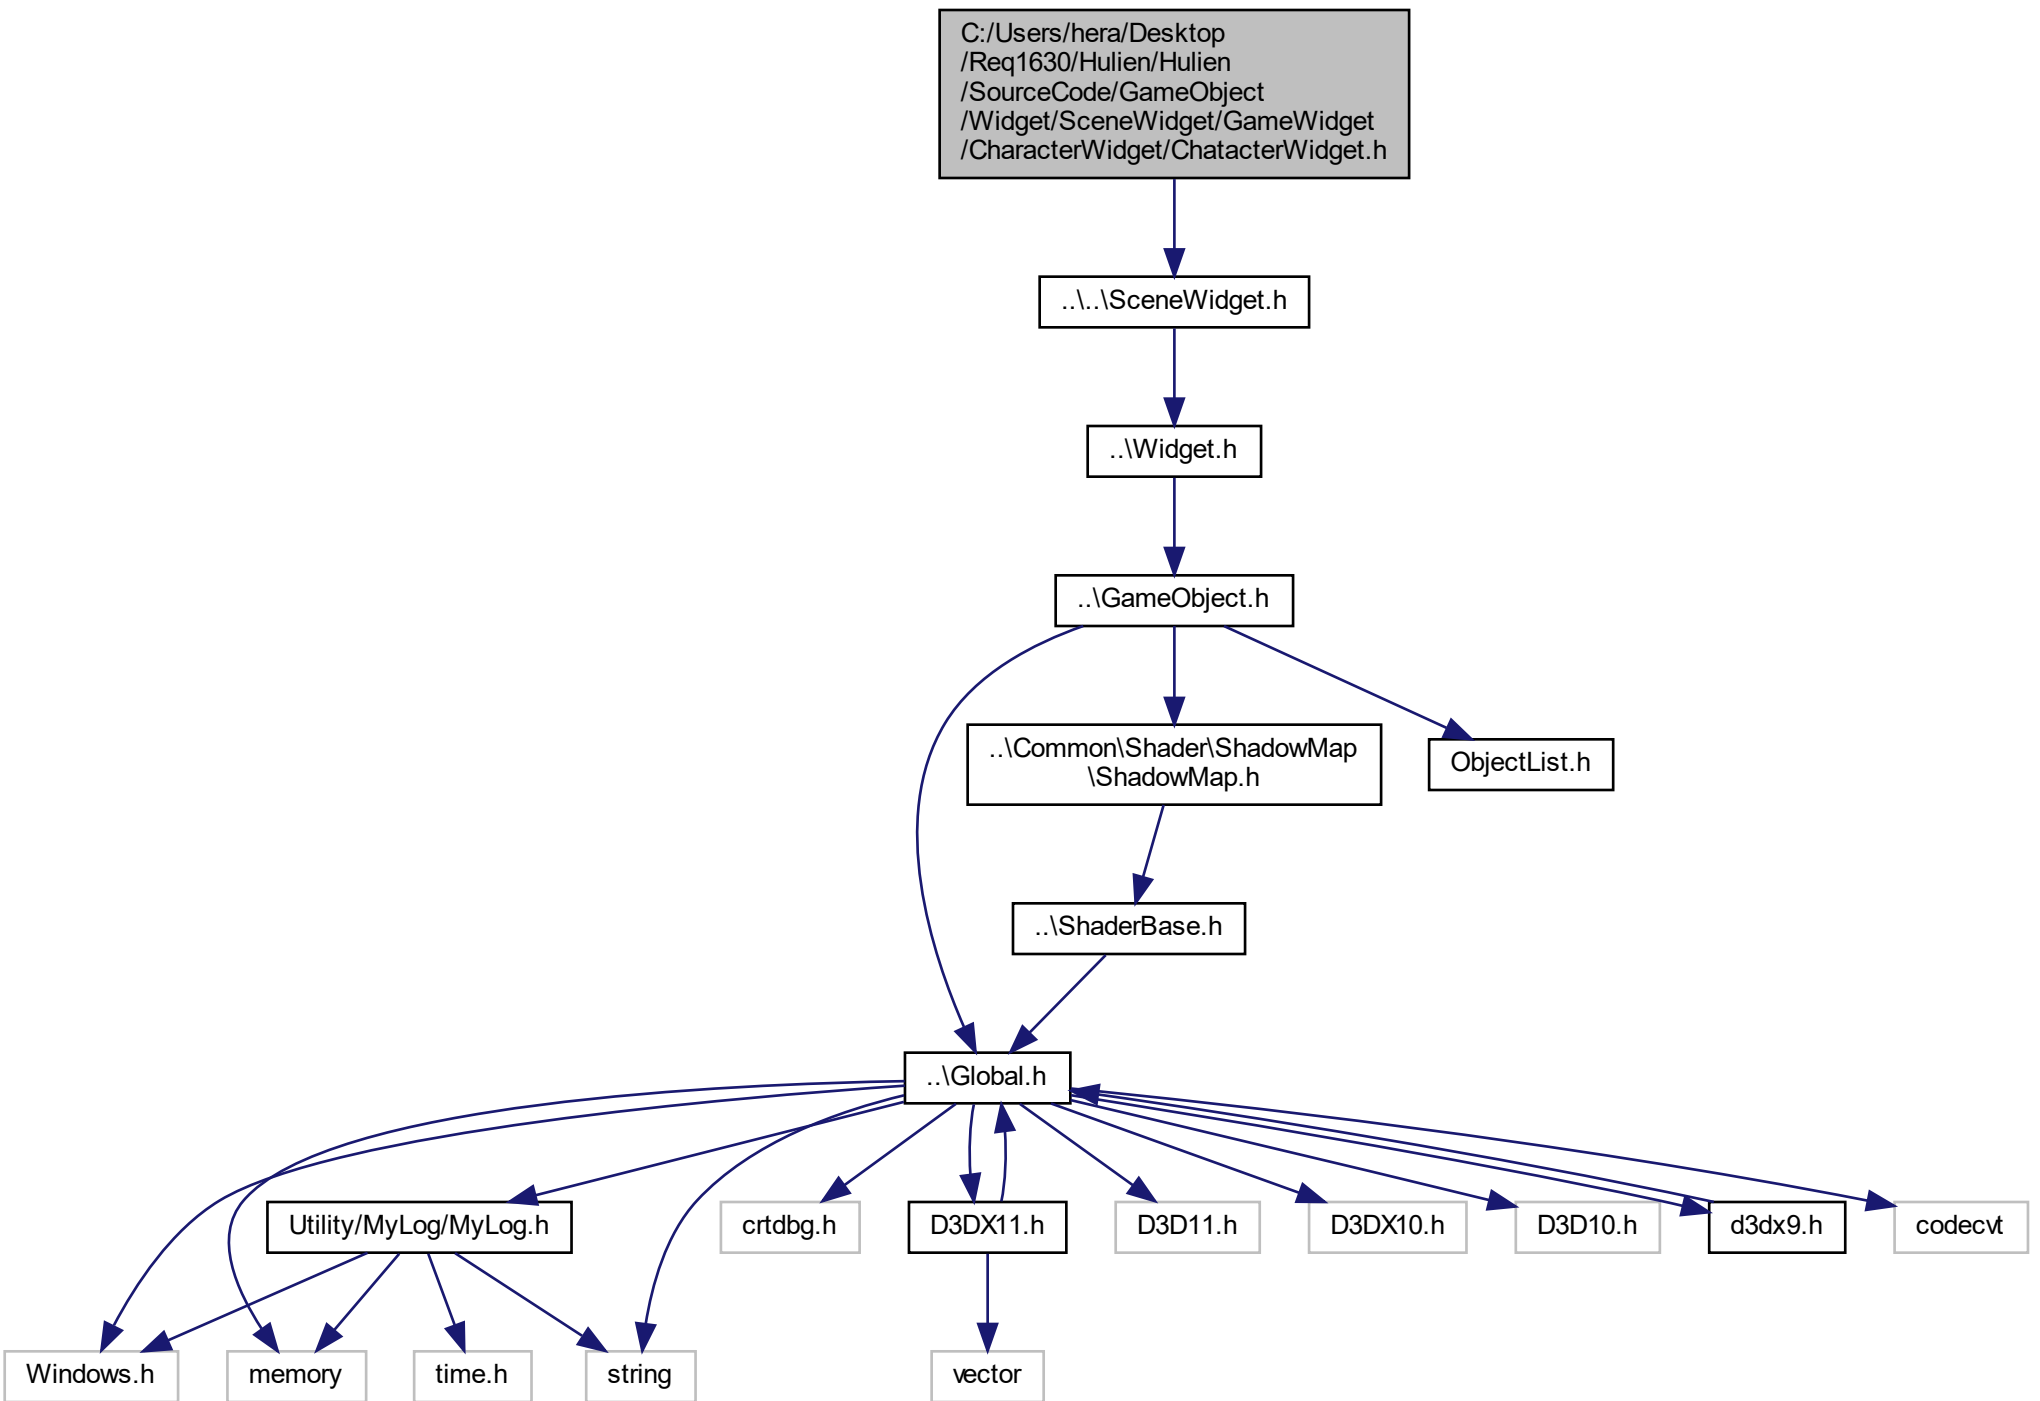 C:/Users/hera/Desktop
/Req1630/Hulien/Hulien
/SourceCode/GameObject
/Widget/SceneWidget/GameWidget
/CharacterWidget/ChatacterWidget.h
..\..\SceneWidget.h
..\Widget.h
..\GameObject.h
..\Common\Shader\ShadowMap
\ShadowMap.h
ObjectList.h
..\ShaderBase.h
..\Global.h
Utility/MyLog/MyLog.h
crtdbg.h
D3DX11.h
D3D11.h
D3DX10.h
D3D10.h
d3dx9.h
codecvt
Windows.h
memory
time.h
string
vector